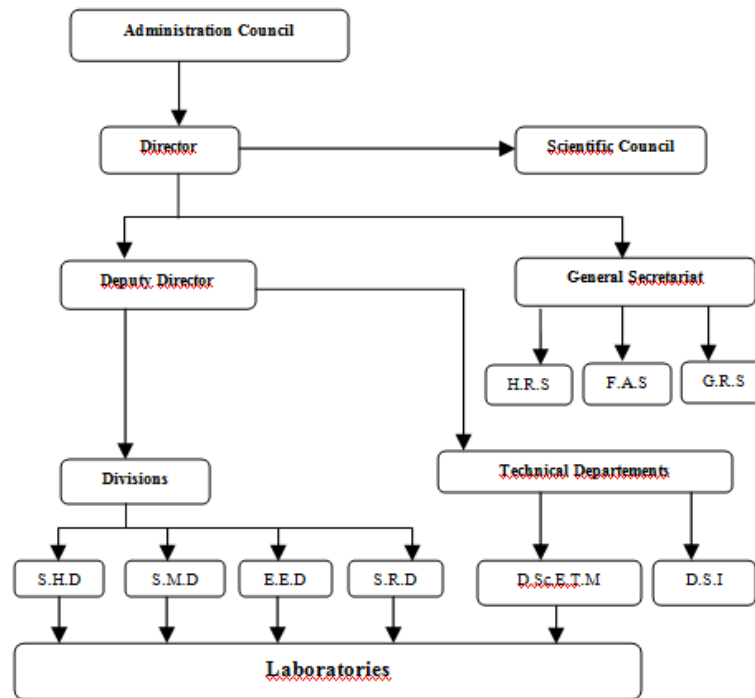 Administration Council
Director
Scientific Council
Deputy Director
General Secretariat
H.R.S
F.A.S
G.R.S
Divisions
Technical Departements
S.H.D
S.M.D
E.E.D
S.R.D
D.Sc.E.T.M
D.S.I
Laboratories